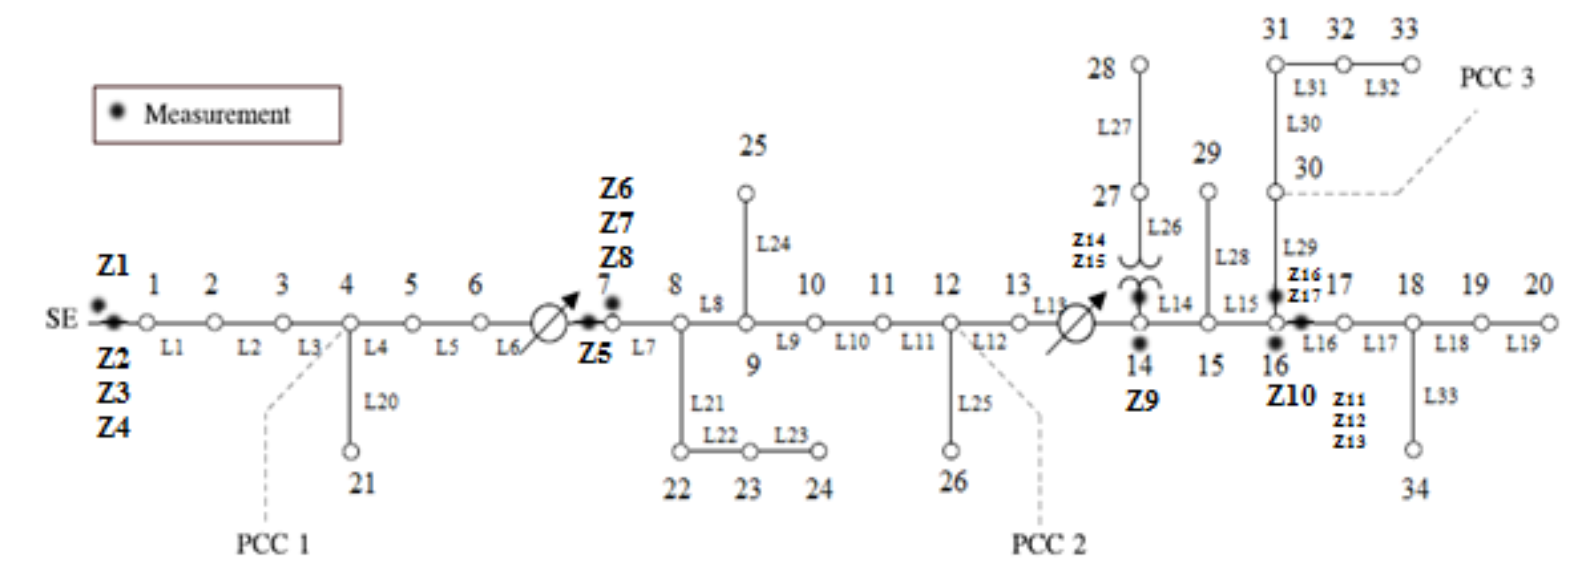 31 32 33
28
PCC 3
L31 L32
Measurement
L27
L30
25
29
30
Z6
27
Z7
L26
Z14
L24
L28
L29
Z8
Z15
Z1
Z16
1 2 3 4 5 6 7 8 10 11 12 13 Z17 17 18 19 20
L8 L13 L14 L15
SE
L1 L2 L3 L4 L5 L6 Z5 L7 L9 L10 L11 L12 L16 L17 L18 L19
Z2
9
14 15 16
Z3
L20 L21 L25 Z9 Z10 Z11 L33
Z12
Z4
L22 L23
Z13
21
22 23 24 26 34
PCC 1
PCC 2